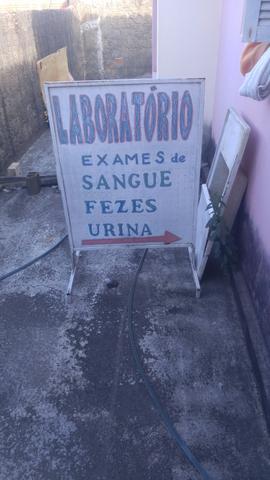 LABORATÓRIO
EXAMES de
SANGUE
FEZES
URINA